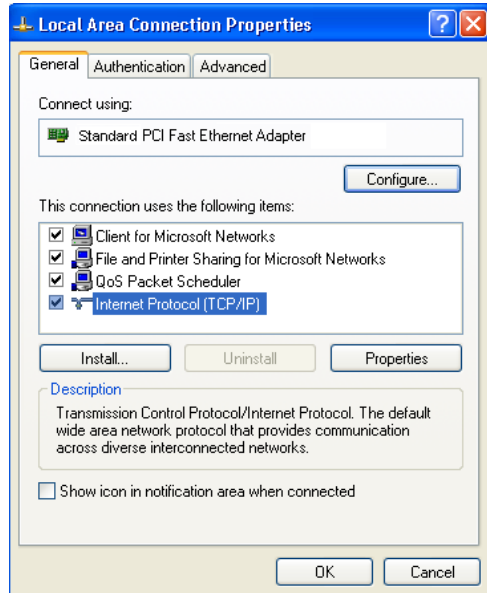 Local Area Connection Properties
General Authentication Advanced
Connect using:
Standard PCI Fast Ethernet Adapter
Configure...
This connection uses the following items:
Client for Microsoft Networks
File and Printer Sharing for Microsoft Networks
QoS Packet Scheduler
Internet Protocol (TCP/IP)
Install... Uninstall Properties
Description
Transmission Control Protocol/Internet Protocol. The default
wide area network protocol that provides communication
across diverse interconnected networks.
Show icon in notification area when connected
OK Cancel